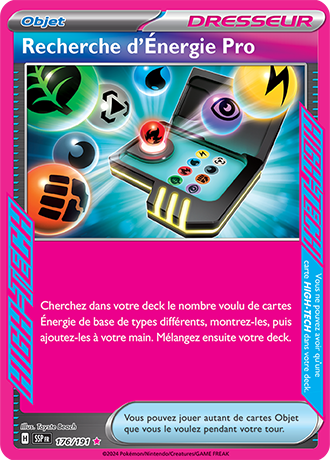 Objet
DRESSEUR
Recherche d'Énergie Pro
HIGH-TECH
HIGH-TECH
Vous ne pouvez avoir qu'une
carte HIGH-TECH dans votre deck.
Cherchez dans votre deck le nombre voulu de cartes
Énergie de base de types différents, montrez-les, puis
ajoutez-les à votre main. Mélangez ensuite votre deck.
Illus. Toyste Beach
H SSP FR 176/191
Vous pouvez jouer autant de cartes Objet
que vous le voulez pendant votre tour.
©2024 Pokémon/Nintendo/Creatures/GAME FREAK